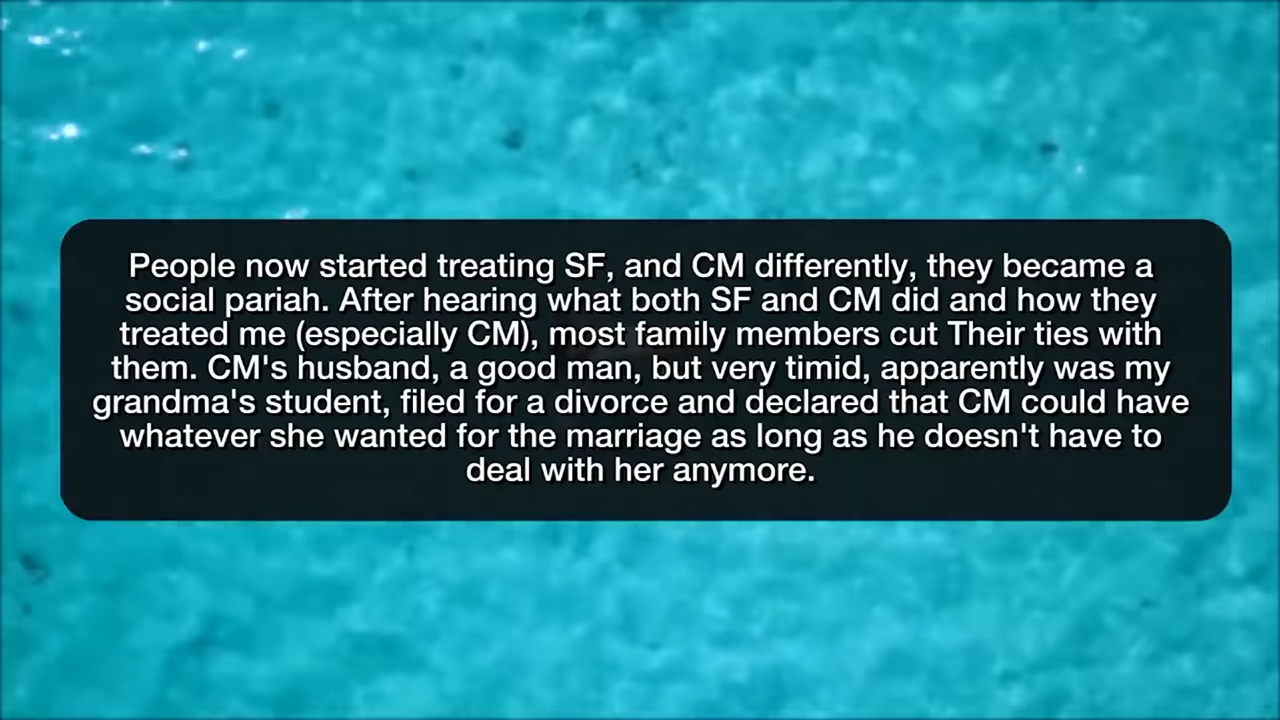 People now started treating SF, and CM differently, they became a
social pariah. After hearing what both SF and CM did and how they
treated me (especially CM), most family members cut Their ties with
them. CM's husband, a good man, but very timid, apparently was my
grandma's student, filed for a divorce and declared that CM could have
whatever she wanted for the marriage as long as he doesn't have to
deal with her anymore.